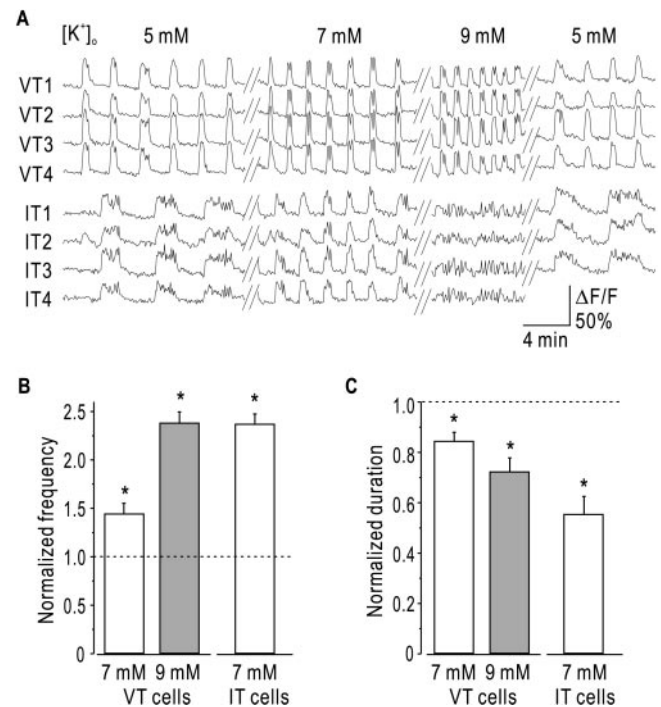 A
[K+]o 5 mM 7 mM 9 mM 5 mM
VT1
VT2
VT3
VT4
IT1
IT2
IT3
IT4
ΔF/F
50%
4 min
B
Normalized frequency
2.5
2.0
1.5
1.0
0.5
0
* * *
7 mM 9 mM 7 mM
VT cells IT cells
C
Normalized duration
1.0
0.8
0.6
0.4
0.2
0
* * *
7 mM 9 mM 7 mM
VT cells IT cells